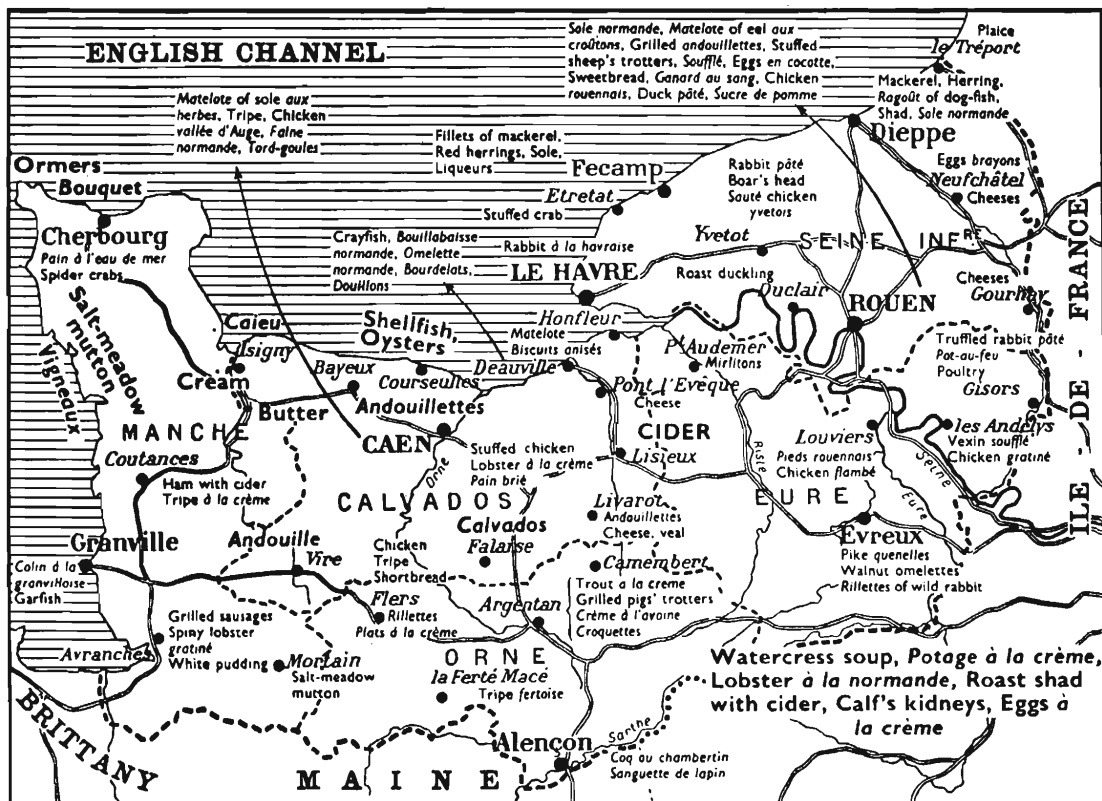 ENGLISH CHANNEL
Sole normande, Matelote of eel aux
croûtons, Grilled andouillettes, Stuffed
sheep's trotters, Soufflé, Eggs en cocotte,
Sweetbread, Ganard au sang, Chicken
rouennais, Duck pâté, Sucre de pomme
Plaice
le Tréport
Mackerel, Herring,
Ragoût of dog-fish,
Shad, Sole normande
Dieppe
Matelote of sole aux
herbes, Tripe, Chicken
vallée d'Auge, Falne
normande, Tord-goules
Fillets of mackerel,
Red herrings, Sole,
Liqueurs
Fecamp
Etretat
Stuffed crab
Rabbit pâté
Boar's head
Sauté chicken
yvetois
Eggs brayons
Neufchâtel
Cheeses
Ormers
Bouquet
Cherbourg
Pain à l'eau de mer
Spider crabs
Crayfish, Bouillabaisse
normande, Omelette
normande, Bourdelats,
Douillons
Rabbit à la havraise
LE HAVRE
Yvetot
SEINE INFRE
Roast duckling
Duclair
ROUEN
Cheeses
Gournay
ILE-DE-FRANCE
Salt-meadow
mutton
Vigneaux
Caieu
Isigny
Cream
Butter
Bayeux
Shellfish,
Oysters
Courseulles
Andouillettes
Deauville
Honfleur
Matelote
Biscuits anisés
Pt Audemer
Mirlitons
Pont l'Eveque
Cheese
Truffled rabbit pâté
Pot-au-feu
Poultry
Gisors
MANCHE
Coutances
Ham with cider
Tripe à la crème
CAEN
Orne
Stuffed chicken
Lobster à la crème
Pain brié
CIDER
Lisieux
Risle
Louviers
Pieds rouennais
Chicken flambé
les Andelys
Vexin soufflé
Chicken gratiné
Seine
Eure
CALVADOS
Calvados
Falaise
Livarot
Andouillettes
Cheese, veal
EURE
Evreux
Pike quenelles
Walnut omelettes
Rillettes of wild rabbit
Granville
Colin à la
granvilloise
Garfish
Andouille
Vire
Chicken
Tripe
Shortbread
Flers
Rillettes
Plats à la crème
Camembert
Trout a la creme
Grilled pigs' trotters
Crème à l'avoine
Croquettes
Argentan
Grilled sausages
Spiny lobster
gratiné
White pudding
Avranches
Mortain
Salt-meadow
mutton
ORNE
la Ferté Macé
Tripe fertoise
Watercress soup, Potage à la crème,
Lobster à la normande, Roast shad
with cider, Calf's kidneys, Eggs à
la crème
BRITTANY
MAINE
Alençon
Sarthe
Coq au chambertin
Sanguette de lapin